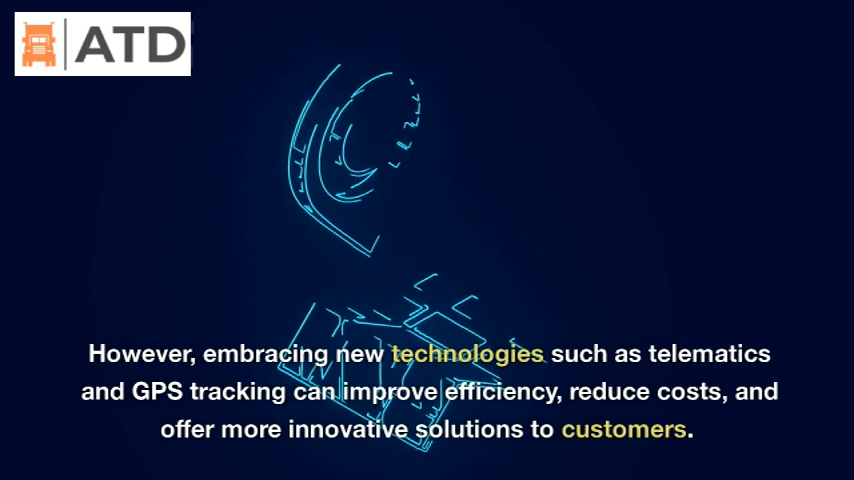 ATD
However, embracing new technologies such as telematics
and GPS tracking can improve efficiency, reduce costs, and
offer more innovative solutions to customers.